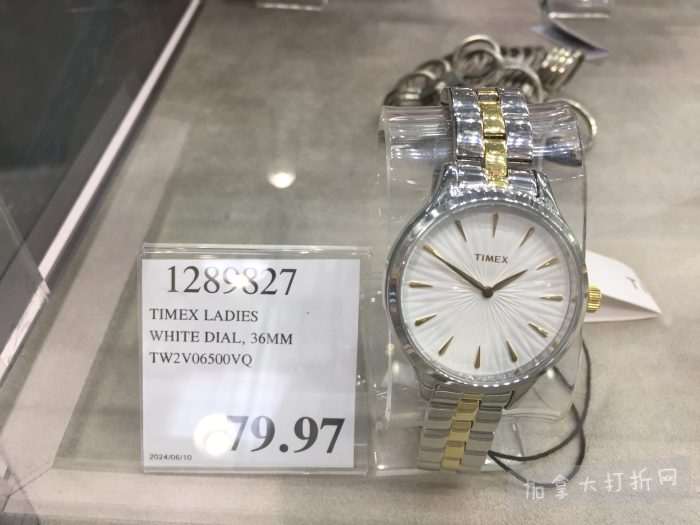 1289827
TIMEX LADIES
WHITE DIAL, 36MM
TW2V06500VQ
79.97
2024/06/10
TIMEX
加拿大打折网